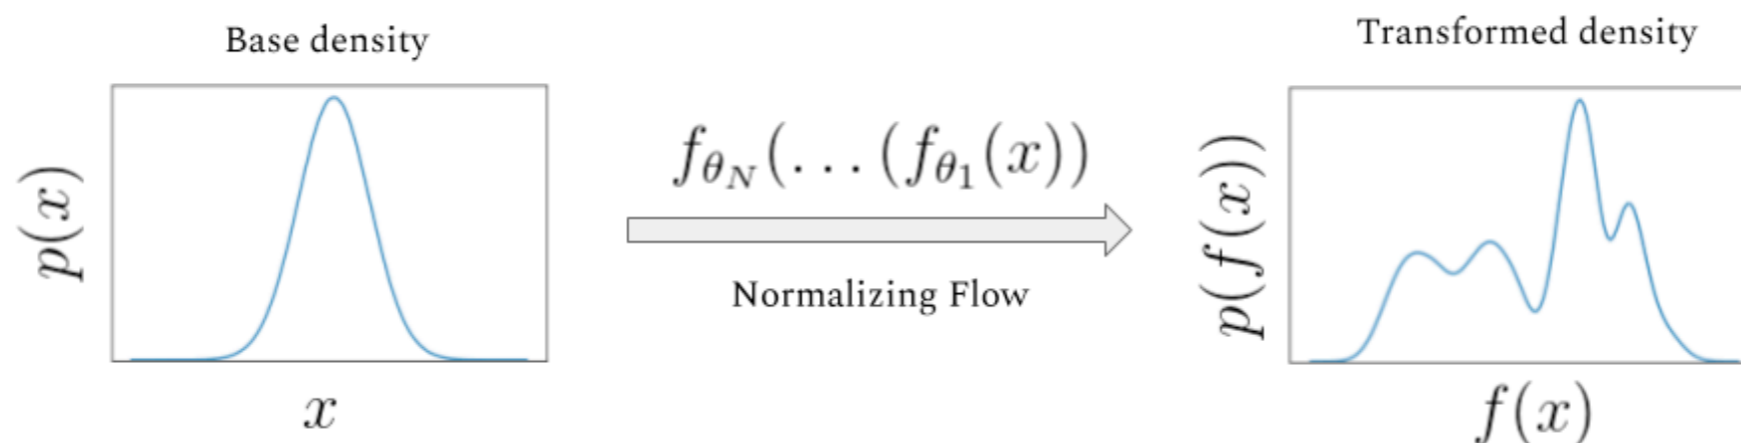 Base density
p(x)
x
f_{θ_N}(...(f_{θ_1}(x))
Normalizing Flow
Transformed density
p(f(x))
f(x)